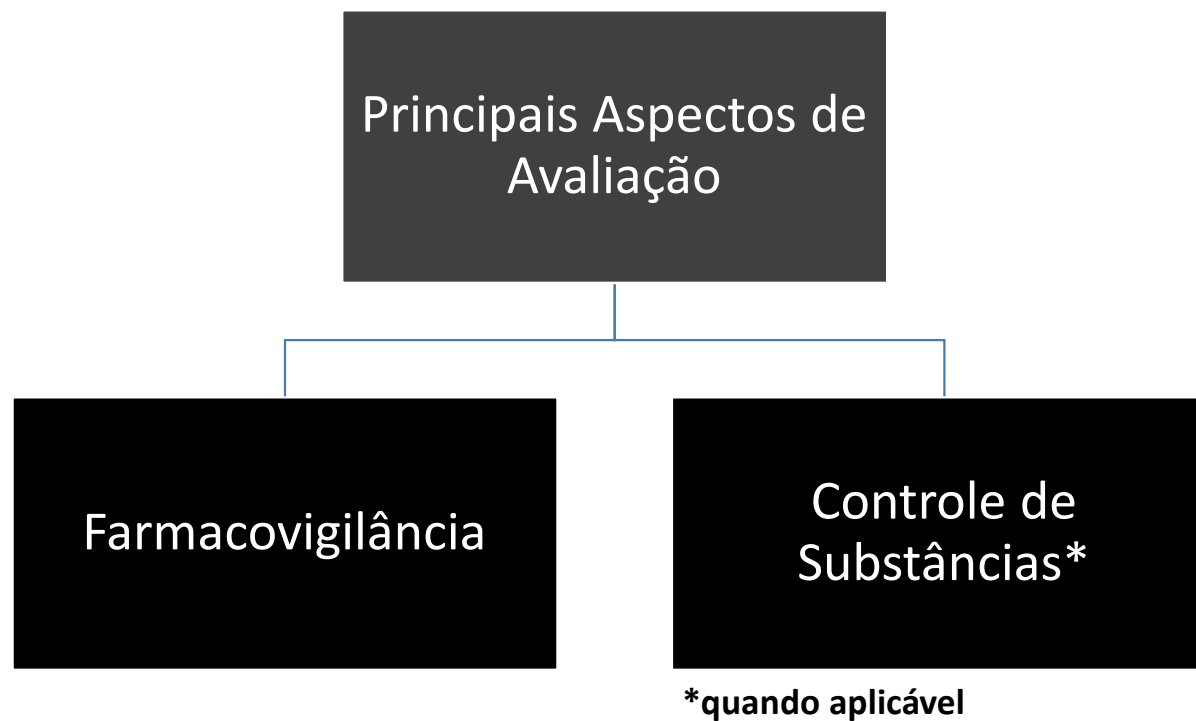 Principais Aspectos de
Avaliação
Farmacovigilância
Controle de
Substâncias*
*quando aplicável